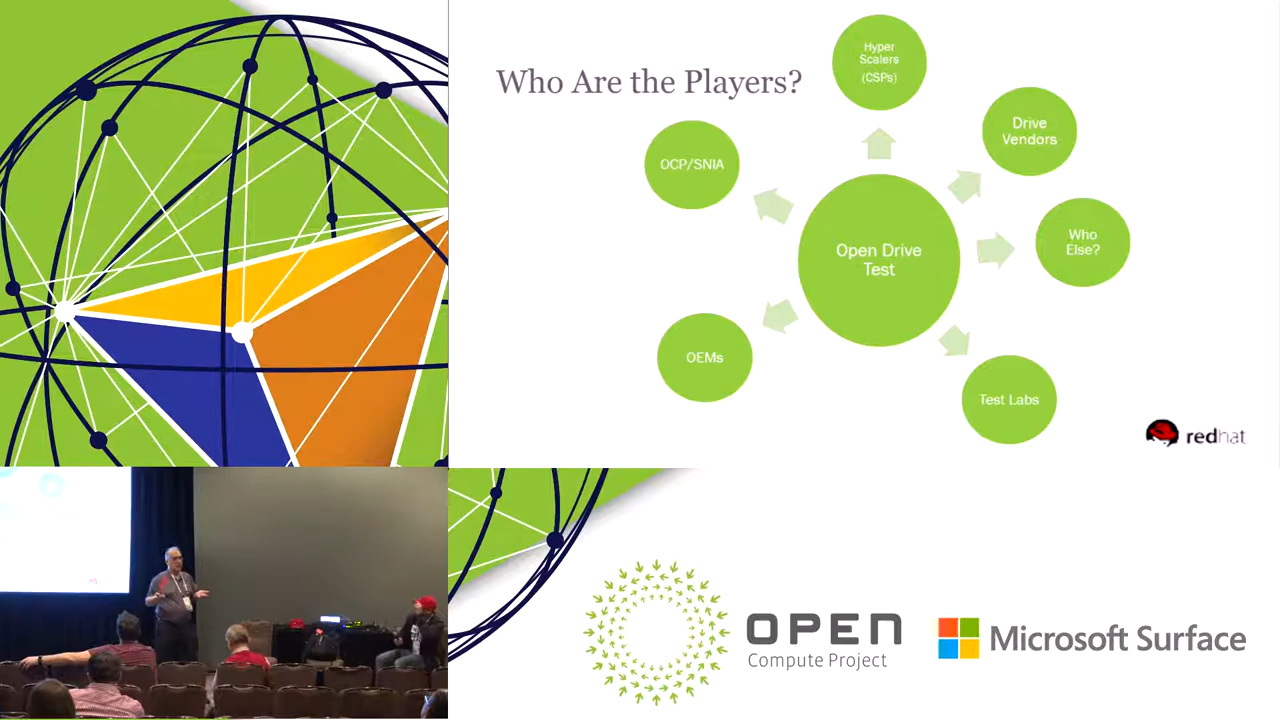 Who Are the Players?
Hyper
Scalers
(CSPs)
Drive
Vendors
OCP/SNIA
Open Drive
Test
Who
Else?
OEMs
Test Labs
redhat
OPEN
Compute Project
Microsoft Surface